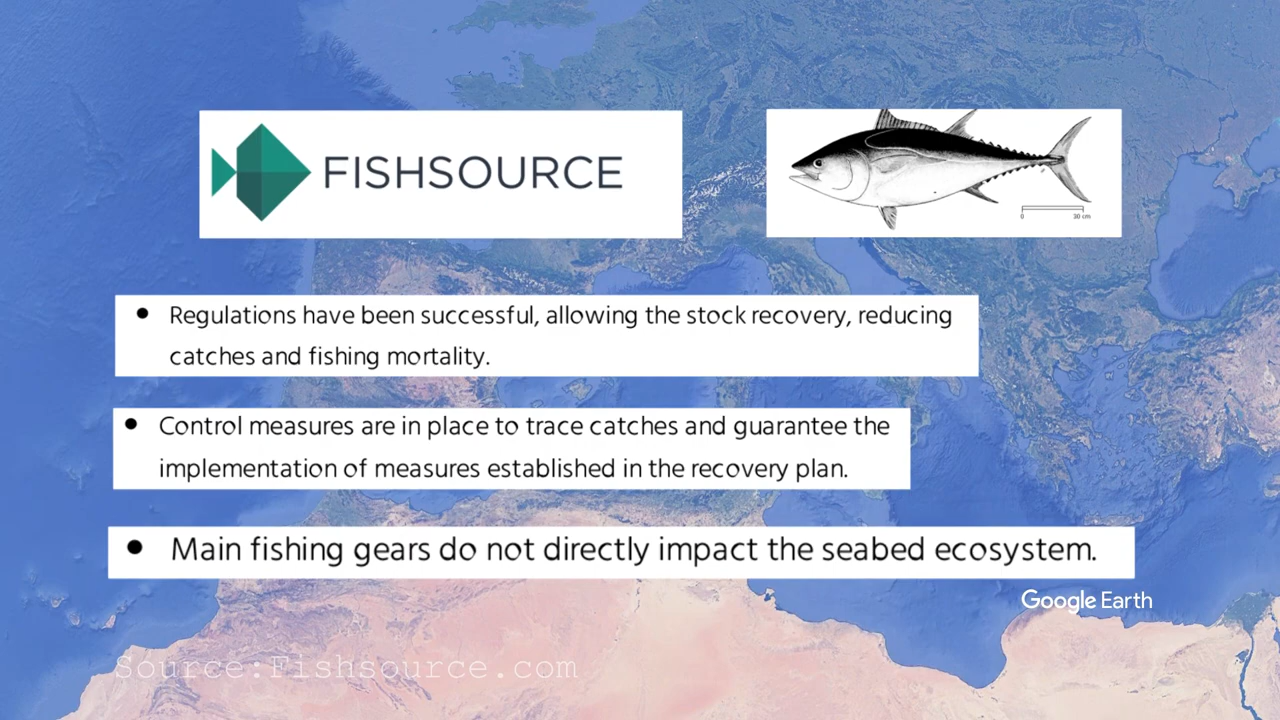 FISHSOURCE
0 30 cm
● Regulations have been successful, allowing the stock recovery, reducing
catches and fishing mortality.
● Control measures are in place to trace catches and guarantee the
implementation of measures established in the recovery plan.
● Main fishing gears do not directly impact the seabed ecosystem.
Google Earth
Source:Fishsource.com